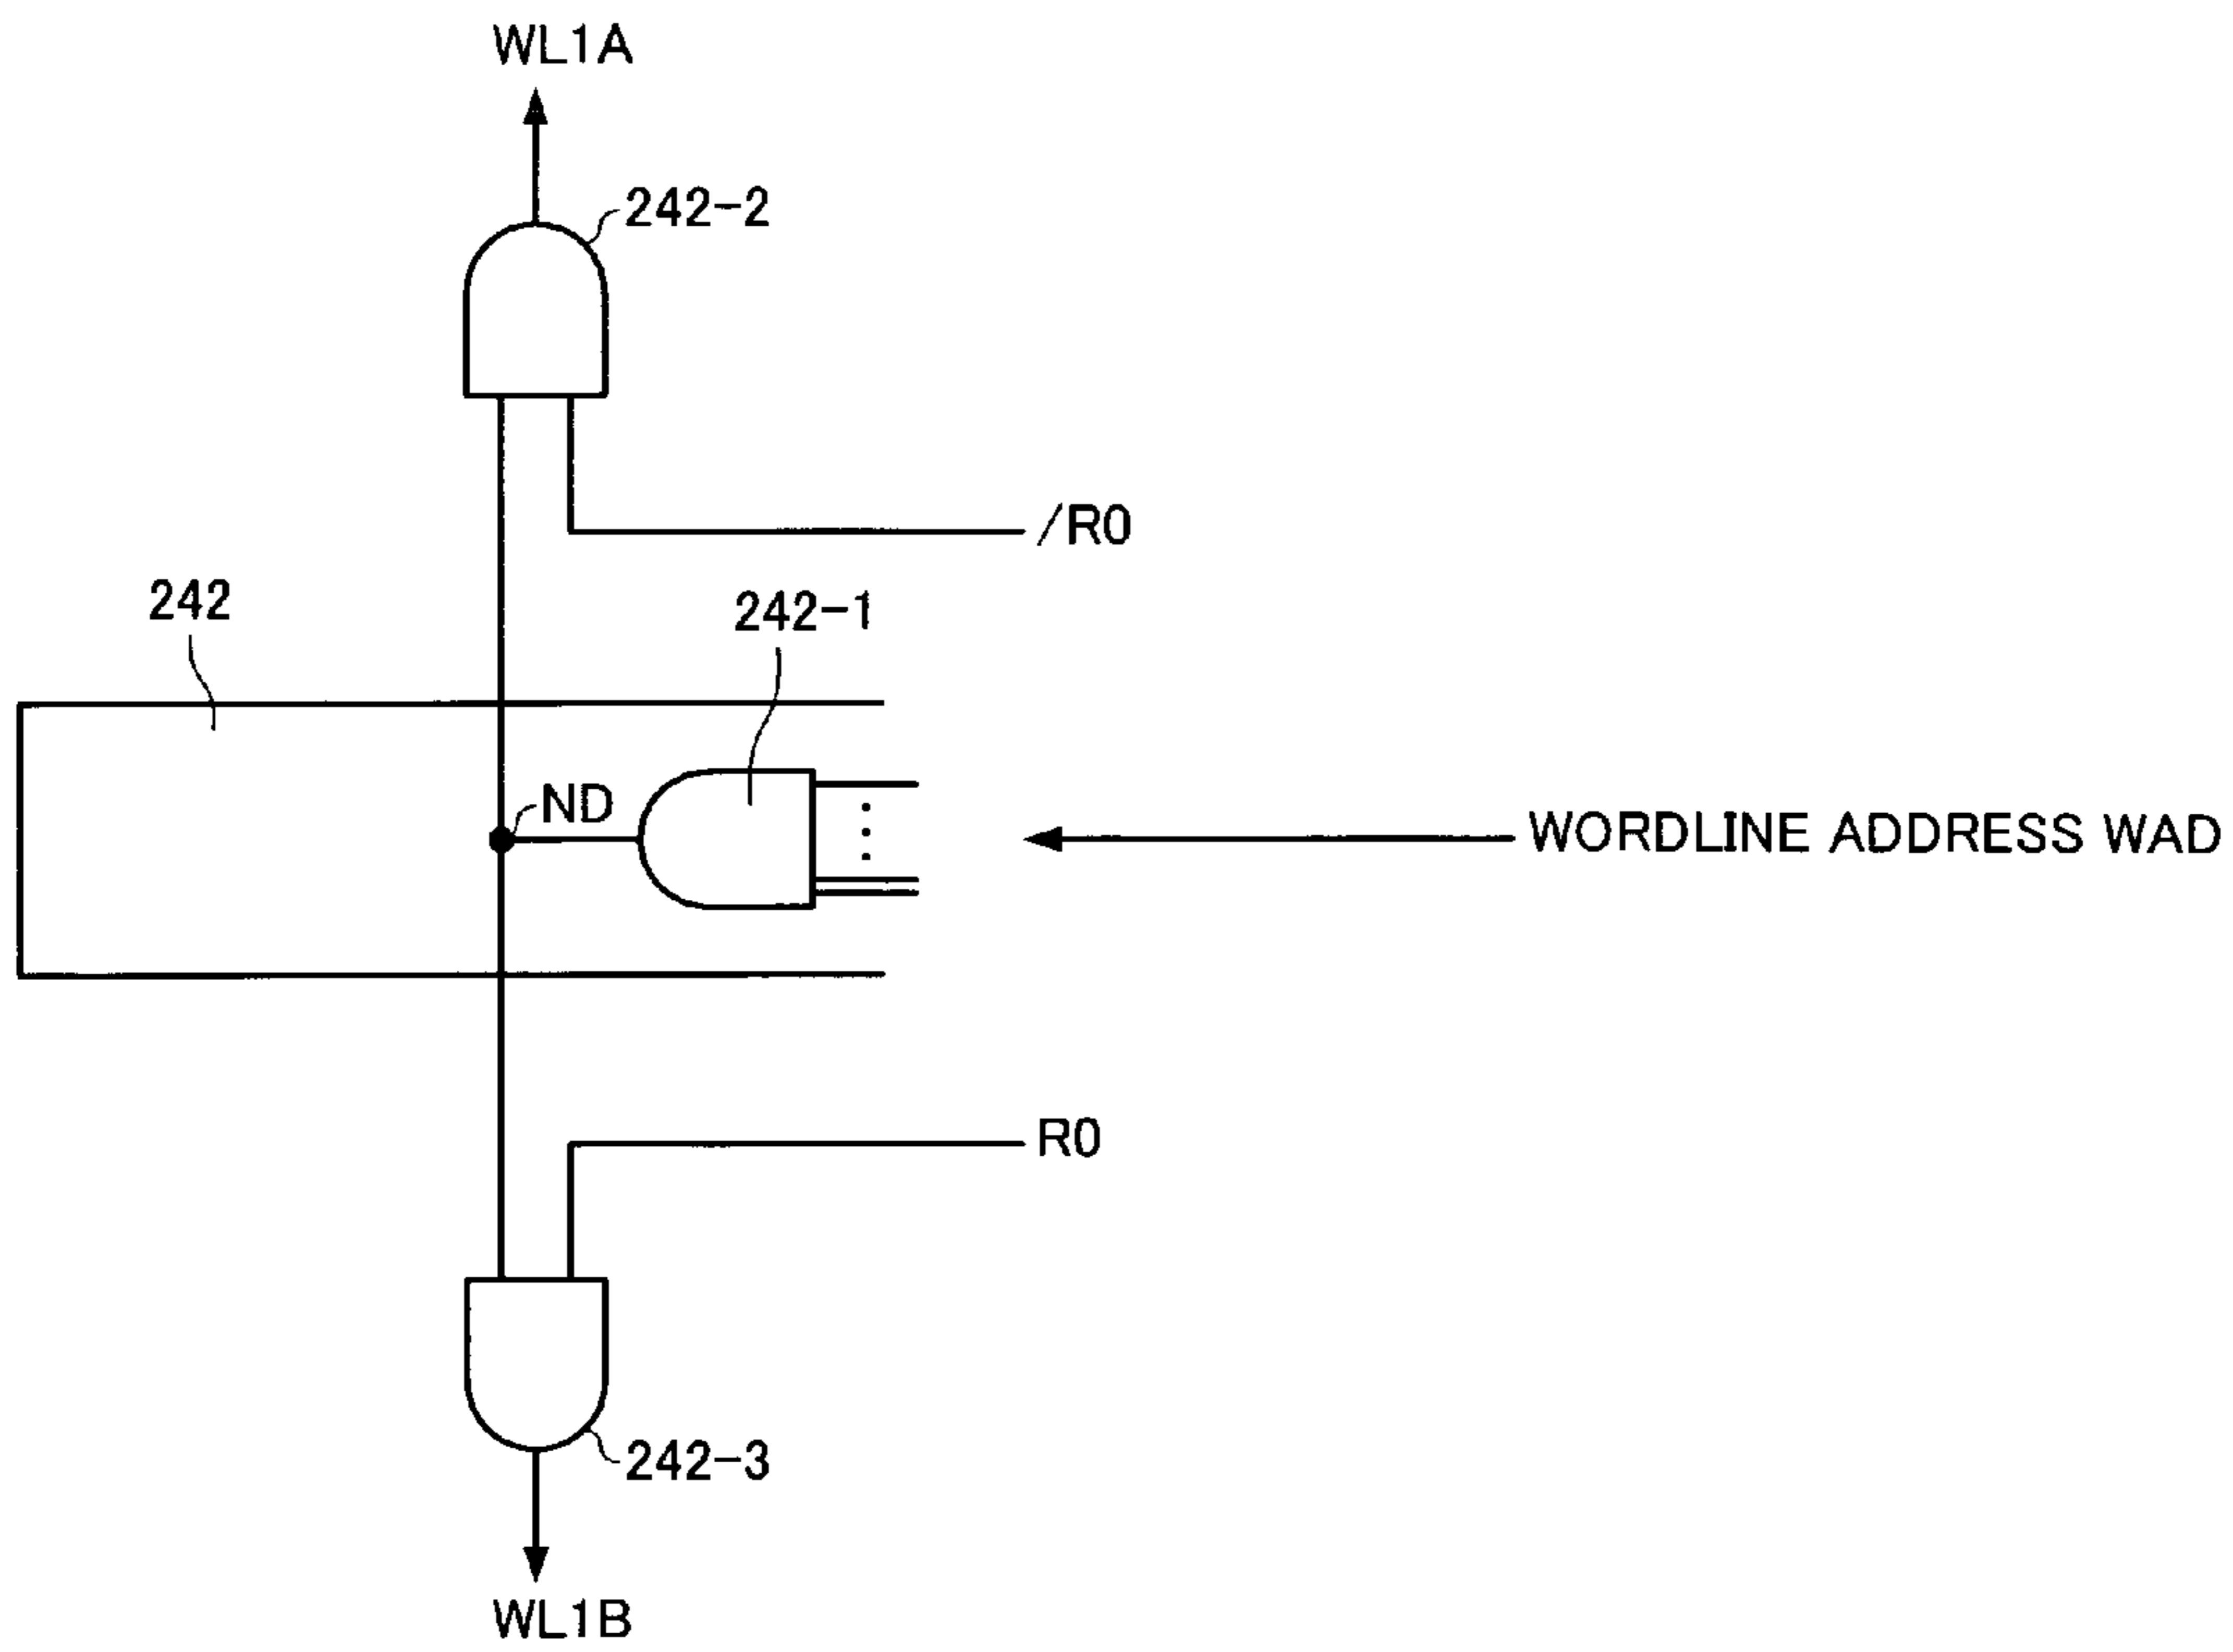 WL1A
242-2
/R0
242
242-1
ND
WORDLINE ADDRESS WAD
R0
242-3
WL1B